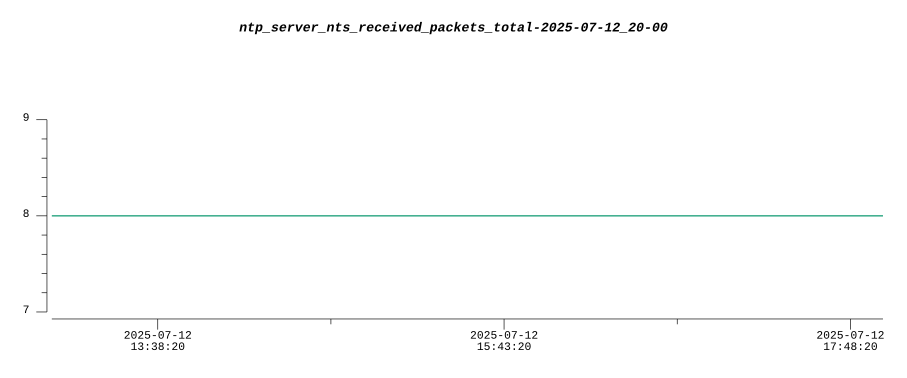 ntp_server_nts_received_packets_total-2025-07-12_20-00
9
8
7
2025-07-12 2025-07-12 2025-07-12
13:38:20 15:43:20 17:48:20